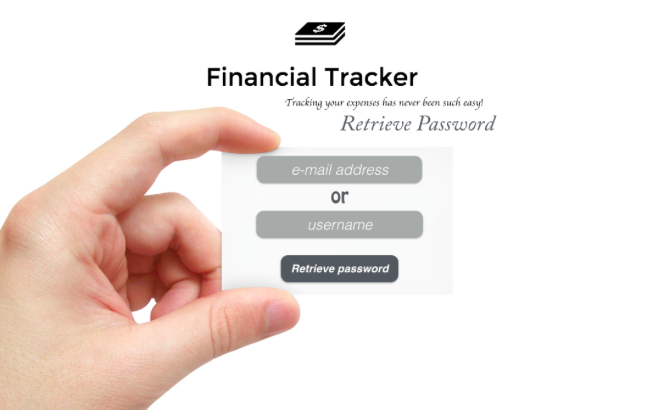 Financial Tracker
Tracking your expenses has never been such easy!
Retrieve Password
e-mail address
or
username
Retrieve password